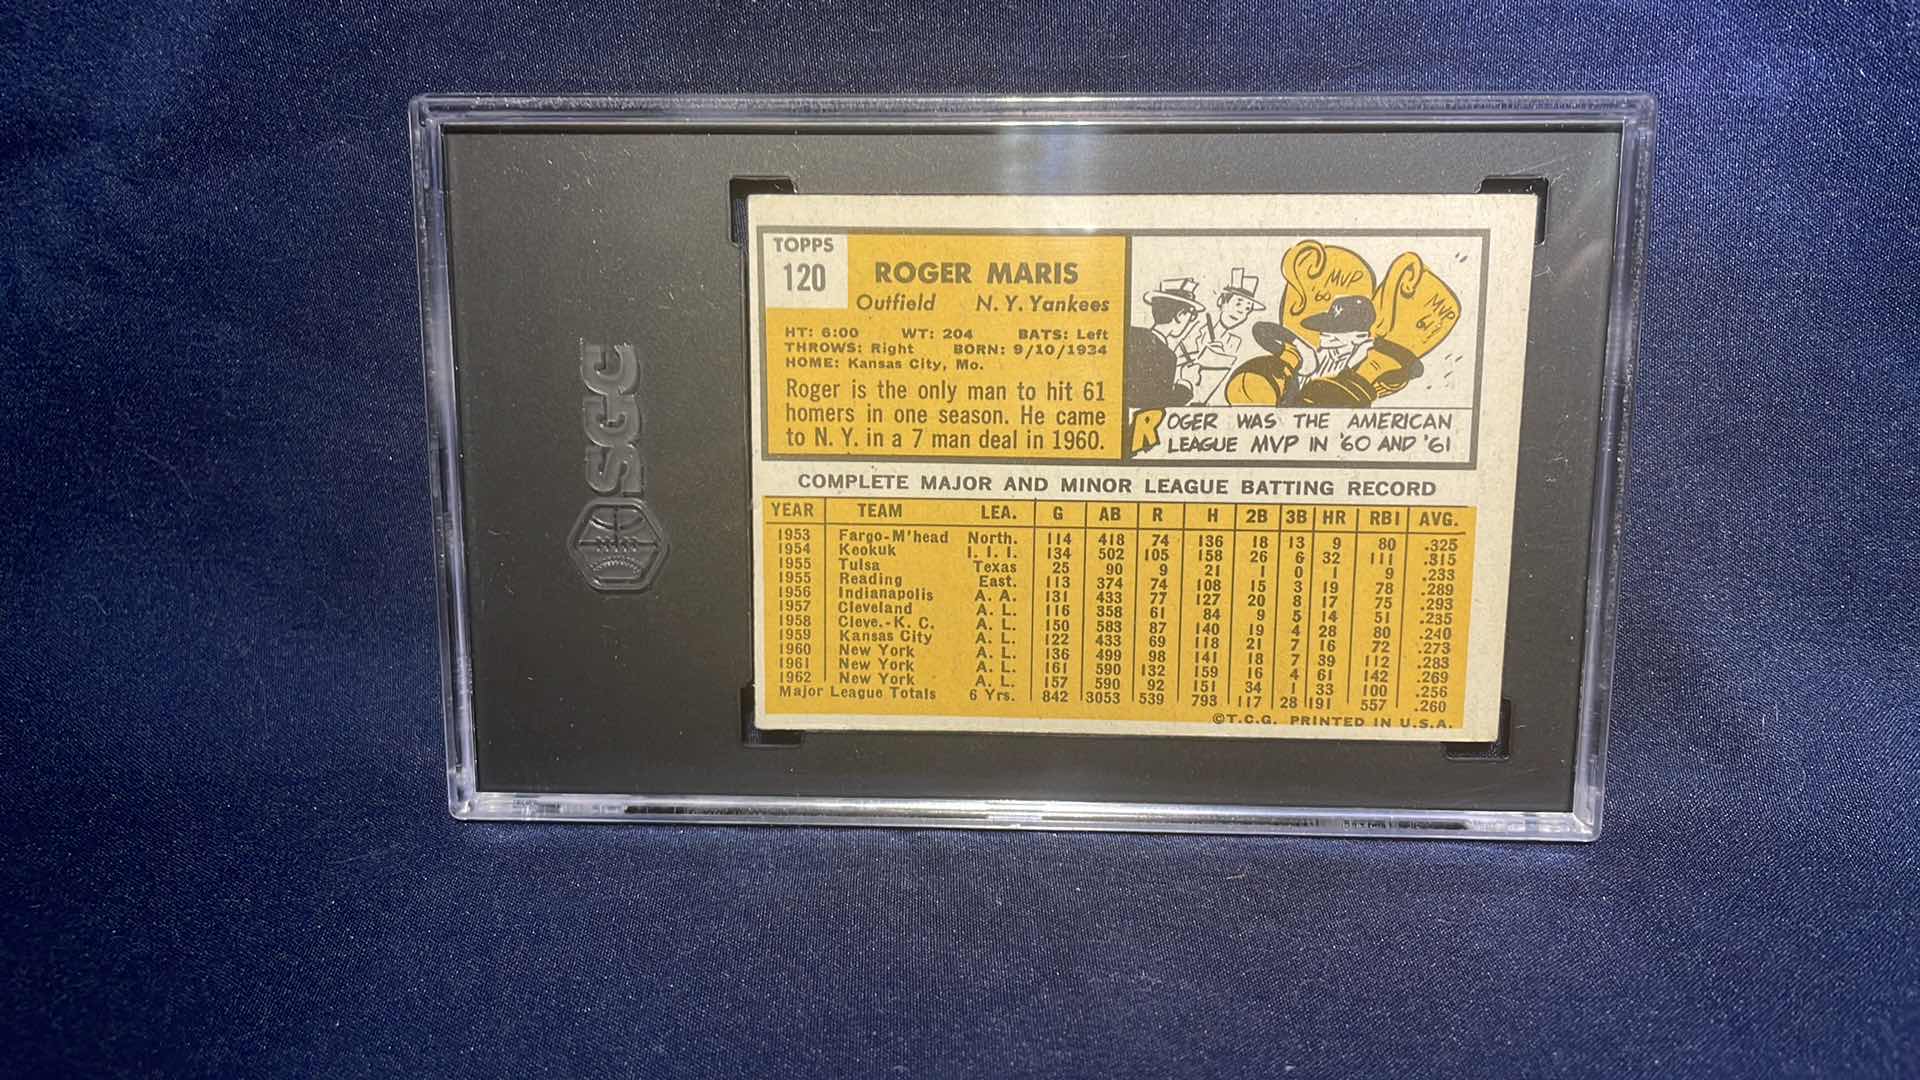 SGC
TOPPS
120
ROGER MARIS
Outfield N. Y. Yankees
HT: 6:00 WT: 204 BATS: Left
THROWS: Right BORN: 9/10/1934
HOME: Kansas City, Mo.
Roger is the only man to hit 61
homers in one season. He came
to N. Y. in a 7 man deal in 1960.
MVP
'60
MVP
'61
ROGER WAS THE AMERICAN
LEAGUE MVP IN '60 AND '61
COMPLETE MAJOR AND MINOR LEAGUE BATTING RECORD
YEAR TEAM LEA. G AB R H 2B 3B HR RBI AVG.
1953 Fargo-M'head North. 114 418 74 136 18 13 9 80 .325
1954 Keokuk I. I. I. 134 502 105 158 26 6 32 111 .315
1955 Tulsa Texas 25 90 9 21 1 0 1 9 .233
1955 Reading East. 113 374 74 108 15 3 19 78 .289
1956 Indianapolis A. A. 131 433 77 127 20 8 17 75 .293
1957 Cleveland A. L. 116 358 61 84 9 5 14 51 .235
1958 Cleve.-K. C. A. L. 150 583 87 140 19 4 28 80 .240
1959 Kansas City A. L. 122 433 69 118 21 7 16 72 .273
1960 New York A. L. 136 499 98 141 18 7 39 112 .283
1961 New York A. L. 161 590 132 159 16 4 61 142 .269
1962 New York A. L. 157 590 92 151 34 1 33 100 .256
Major League Totals 6 Yrs. 842 3053 539 793 117 28 191 557 .260
©T.C.G. PRINTED IN U.S.A.